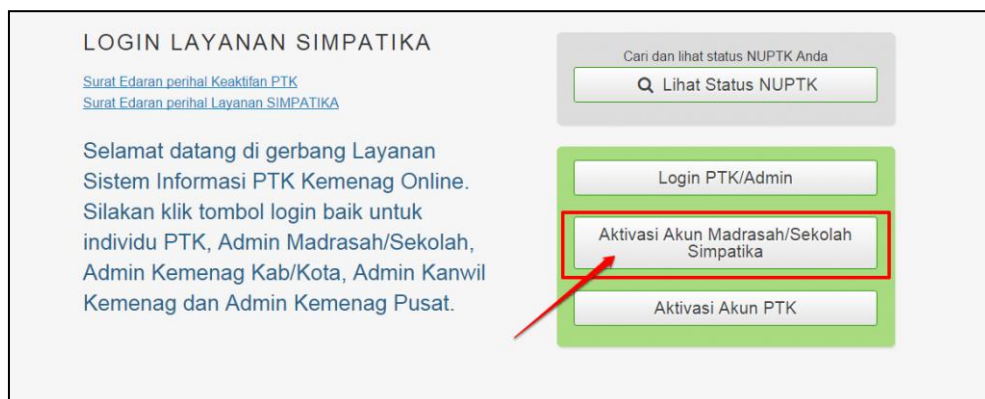 LOGIN LAYANAN SIMPATIKA
Surat Edaran perihal Keaktifan PTK
Surat Edaran perihal Layanan SIMPATIKA
Selamat datang di gerbang Layanan
Sistem Informasi PTK Kemenag Online.
Silakan klik tombol login baik untuk
individu PTK, Admin Madrasah/Sekolah,
Admin Kemenag Kab/Kota, Admin Kanwil
Kemenag dan Admin Kemenag Pusat.
Cari dan lihat status NUPTK Anda
Lihat Status NUPTK
Login PTK/Admin
Aktivasi Akun Madrasah/Sekolah
Simpatika
Aktivasi Akun PTK